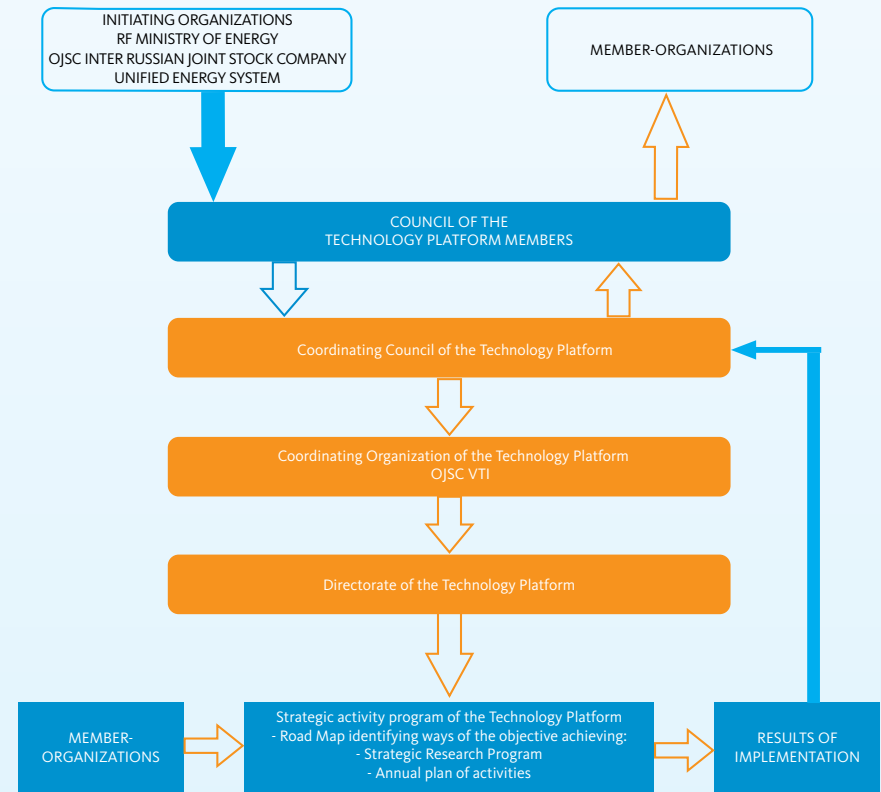 INITIATING ORGANIZATIONS
RF MINISTRY OF ENERGY
OJSC INTER RUSSIAN JOINT STOCK COMPANY
UNIFIED ENERGY SYSTEM
MEMBER-ORGANIZATIONS
COUNCIL OF THE
TECHNOLOGY PLATFORM MEMBERS
Coordinating Council of the Technology Platform
Coordinating Organization of the Technology Platform
OJSC VTI
Directorate of the Technology Platform
MEMBER-
ORGANIZATIONS
Strategic activity program of the Technology Platform
- Road Map identifying ways of the objective achieving:
- Strategic Research Program
- Annual plan of activities
RESULTS OF
IMPLEMENTATION